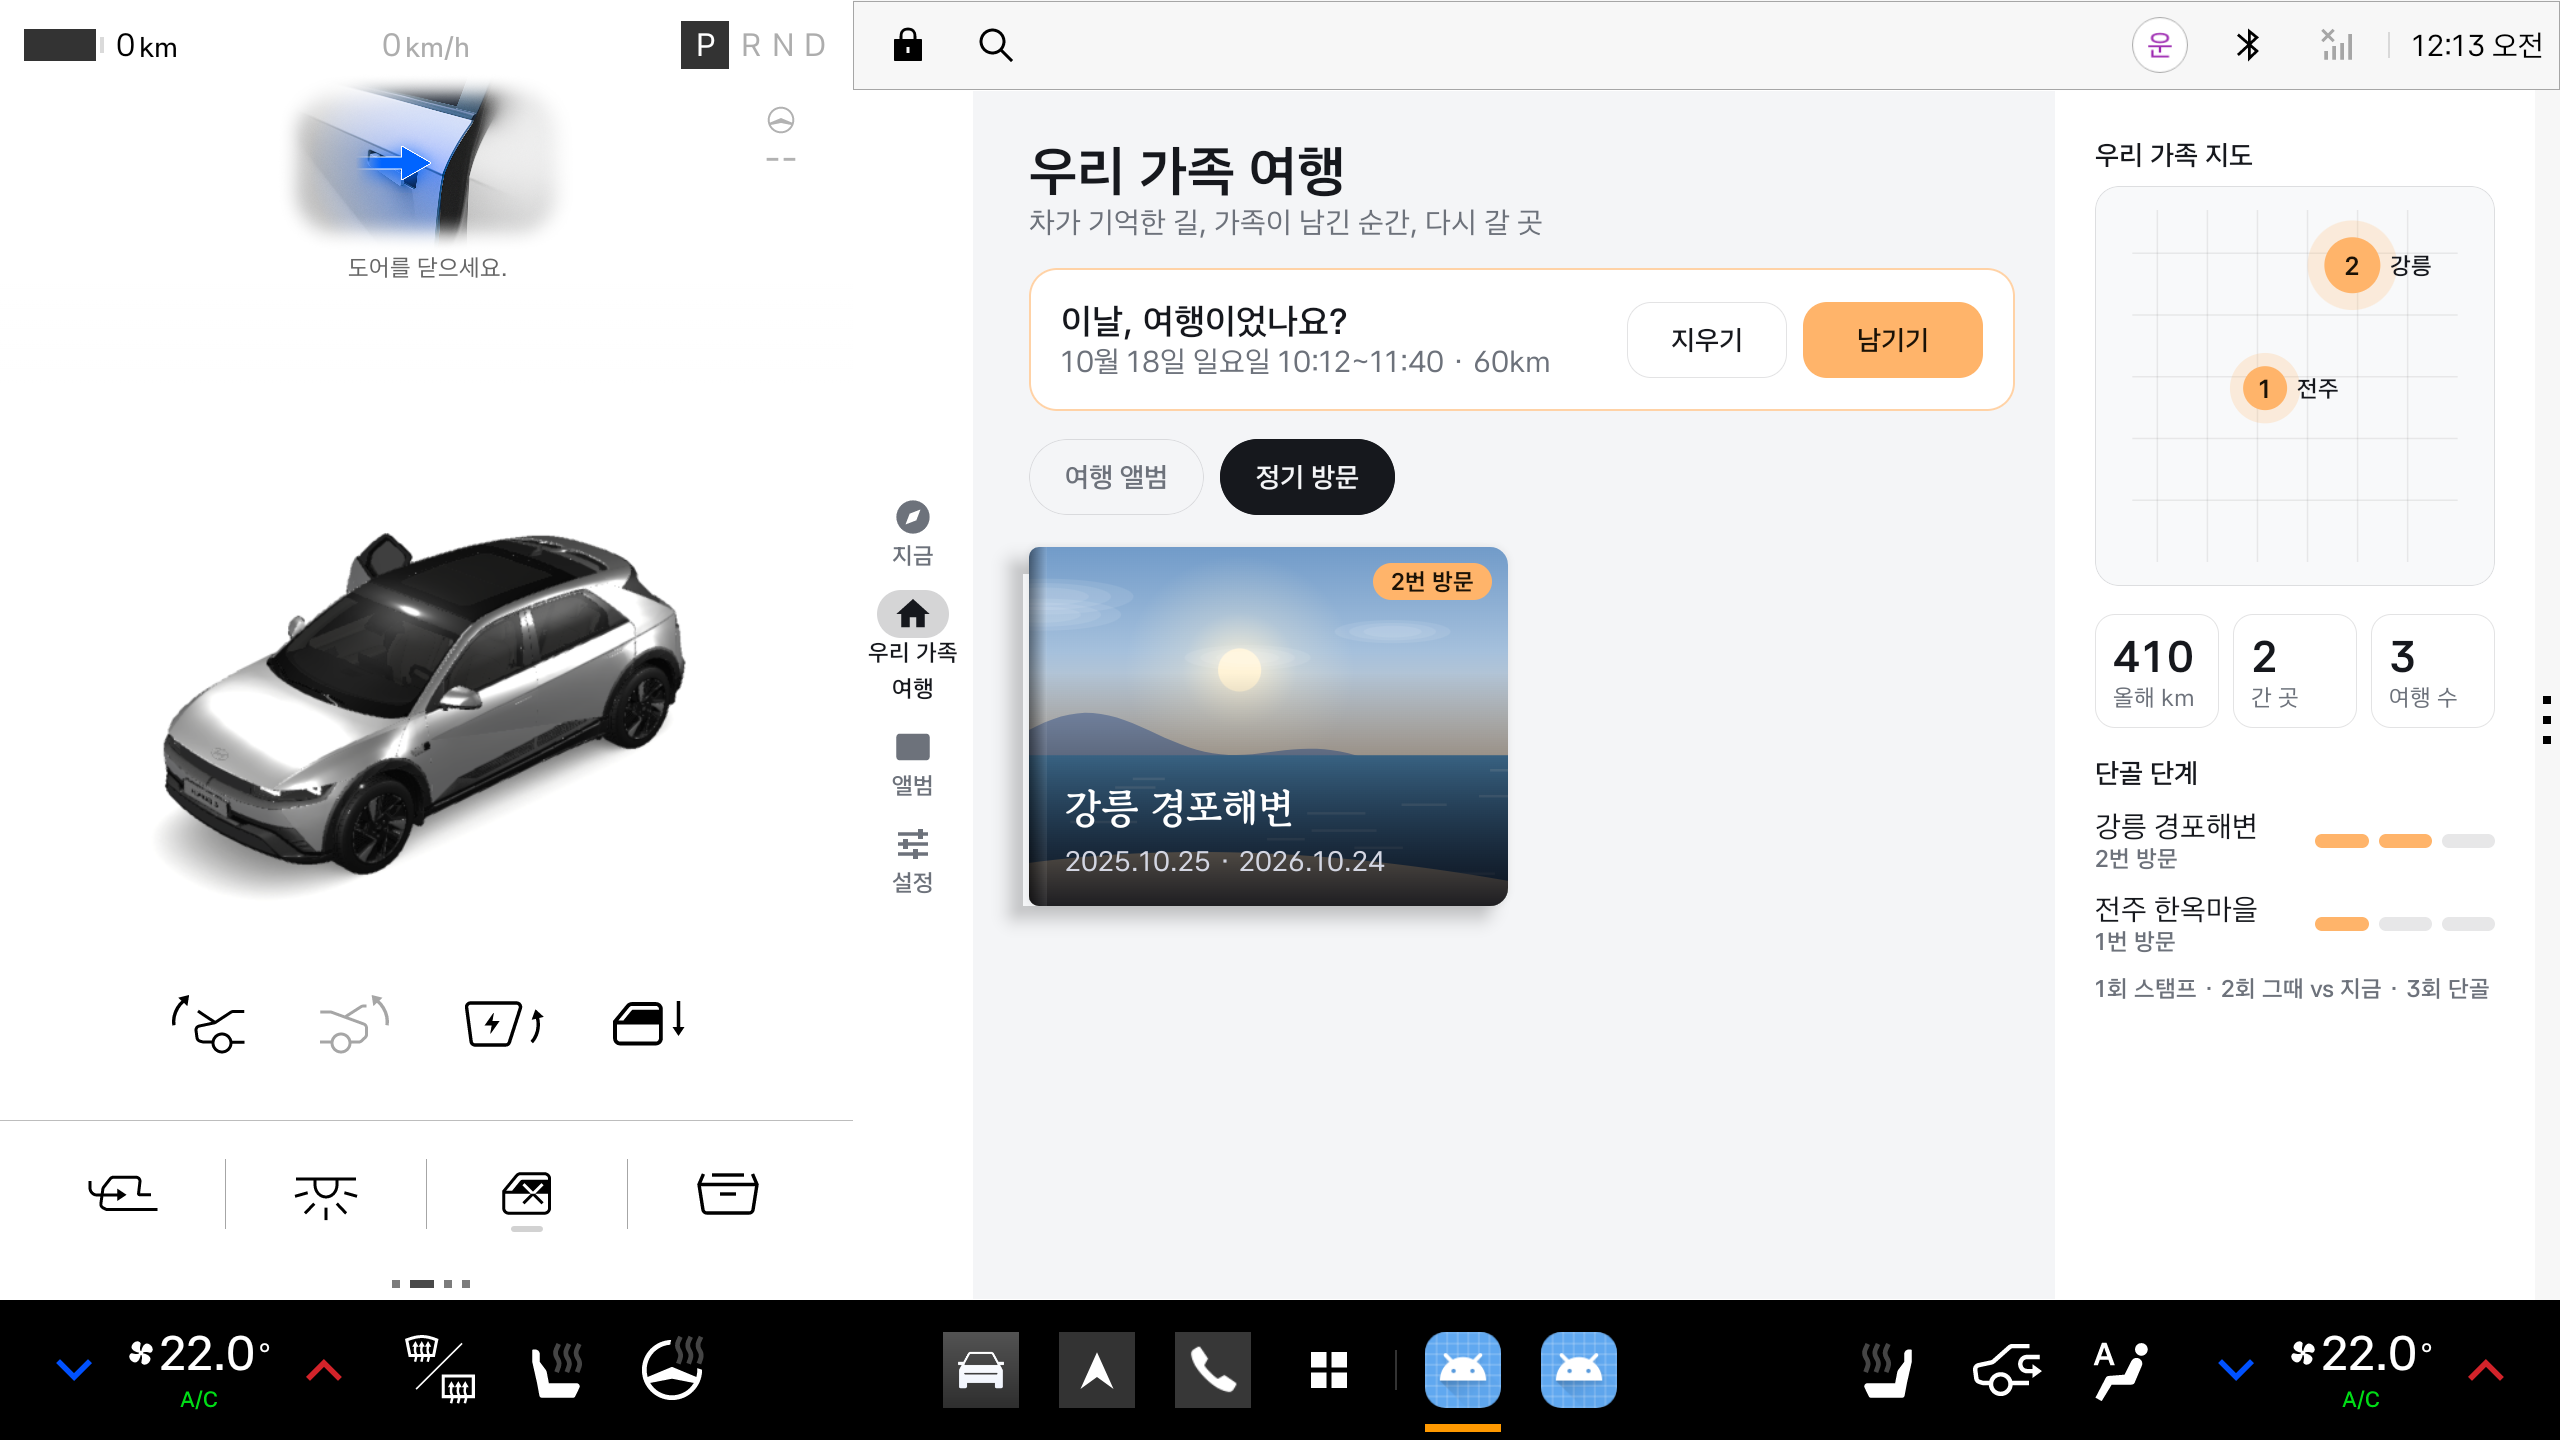 0 km
0 km/h
P R N D
운
12:13 오전
도어를 닫으세요.
지금
우리 가족
여행
앨범
설정
우리 가족 여행
차가 기억한 길, 가족이 남긴 순간, 다시 갈 곳
이날, 여행이었나요?
10월 18일 일요일 10:12~11:40 · 60km
지우기
남기기
여행 앨범
정기 방문
2번 방문
강릉 경포해변
2025.10.25 · 2026.10.24
우리 가족 지도
2 강릉
1 전주
410
올해 km
2
간 곳
3
여행 수
단골 단계
강릉 경포해변
2번 방문
전주 한옥마을
1번 방문
1회 스탬프 · 2회 그때 vs 지금 · 3회 단골
22.0°
A/C
A
22.0°
A/C